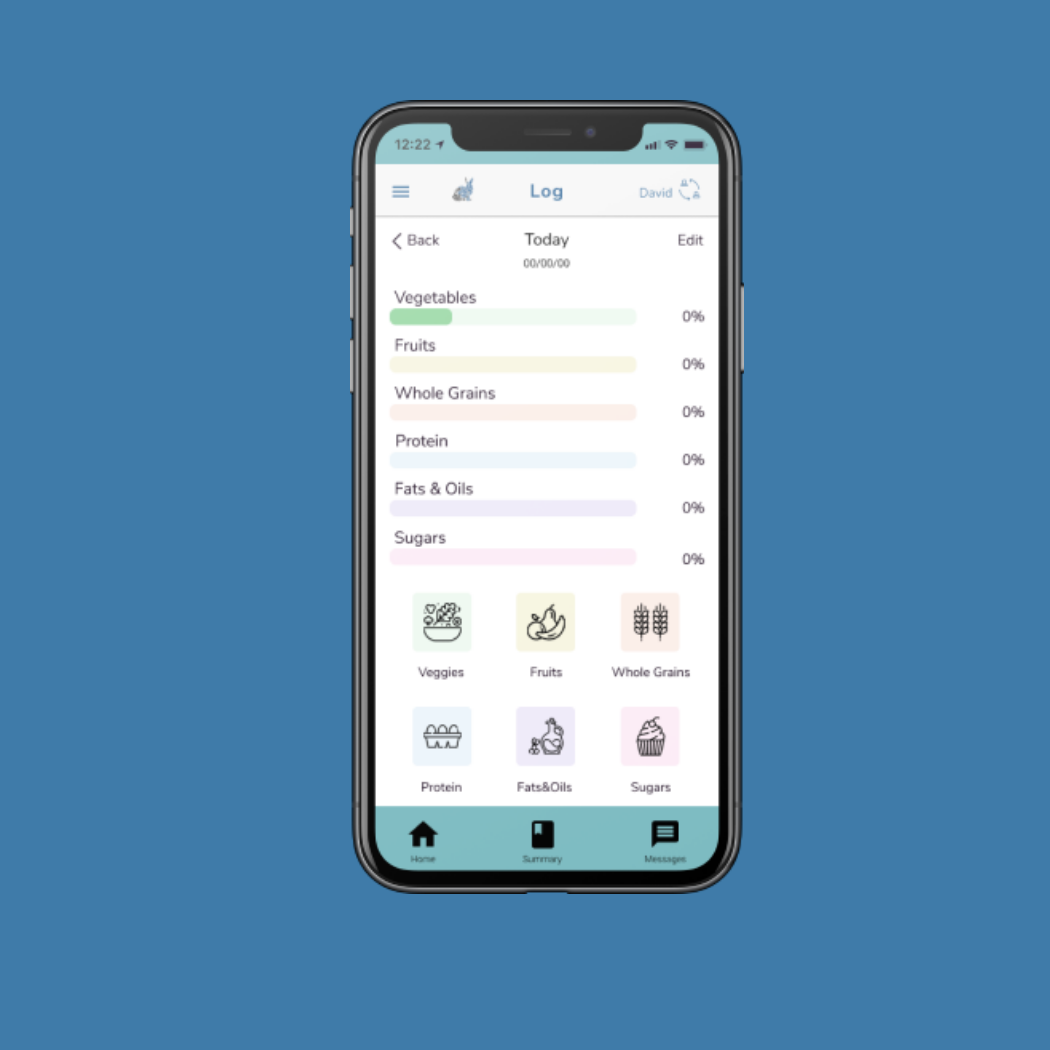 12:22
Log
David
Back
Today
Edit
00/00/00
Vegetables
0%
Fruits
0%
Whole Grains
0%
Protein
0%
Fats & Oils
0%
Sugars
0%
Veggies
Fruits
Whole Grains
Protein
Fats&Oils
Sugars
Home
Summary
Messages